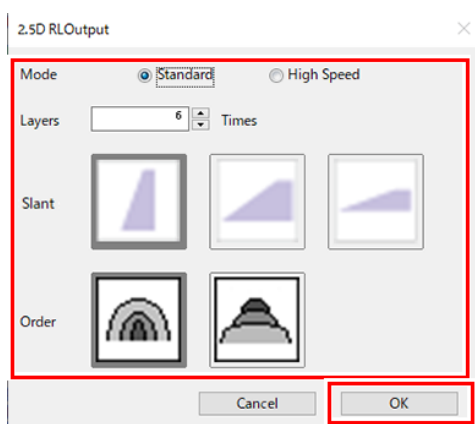 2.5D RLOutput
Mode Standard High Speed
Layers 6 Times
Slant
Order
Cancel OK